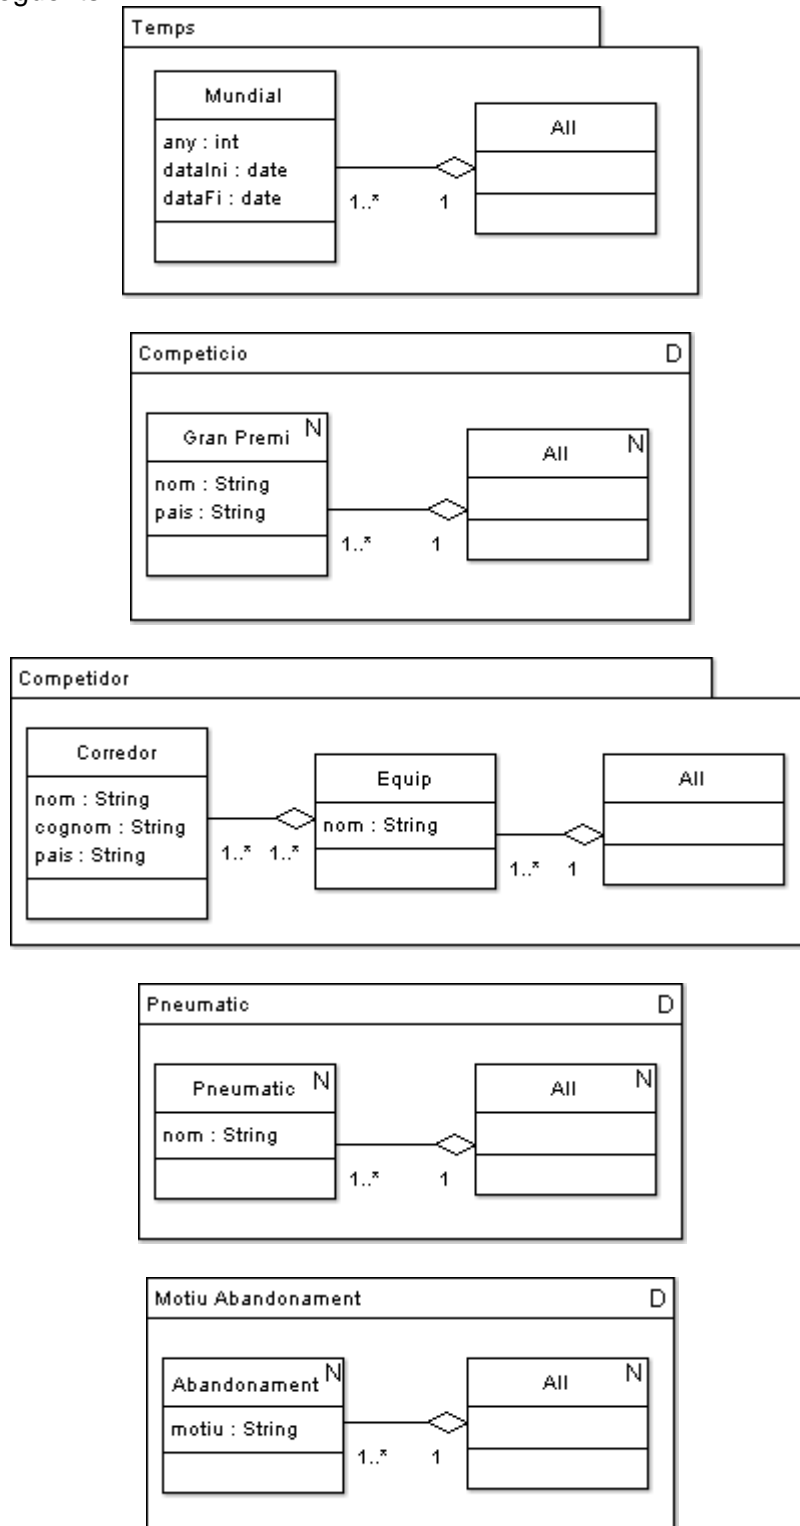 Temps
Mundial
any : int
dataIni : date
dataFi : date
1..*
1
All
Competicio
D
Gran Premi
N
nom : String
pais : String
1..*
1
All
N
Competidor
Corredor
nom : String
cognom : String
pais : String
1..*
1..*
Equip
nom : String
1..*
1
All
Pneumatic
D
Pneumatic
N
nom : String
1..*
1
All
N
Motiu Abandonament
D
Abandonament
N
motiu : String
1..*
1
All
N